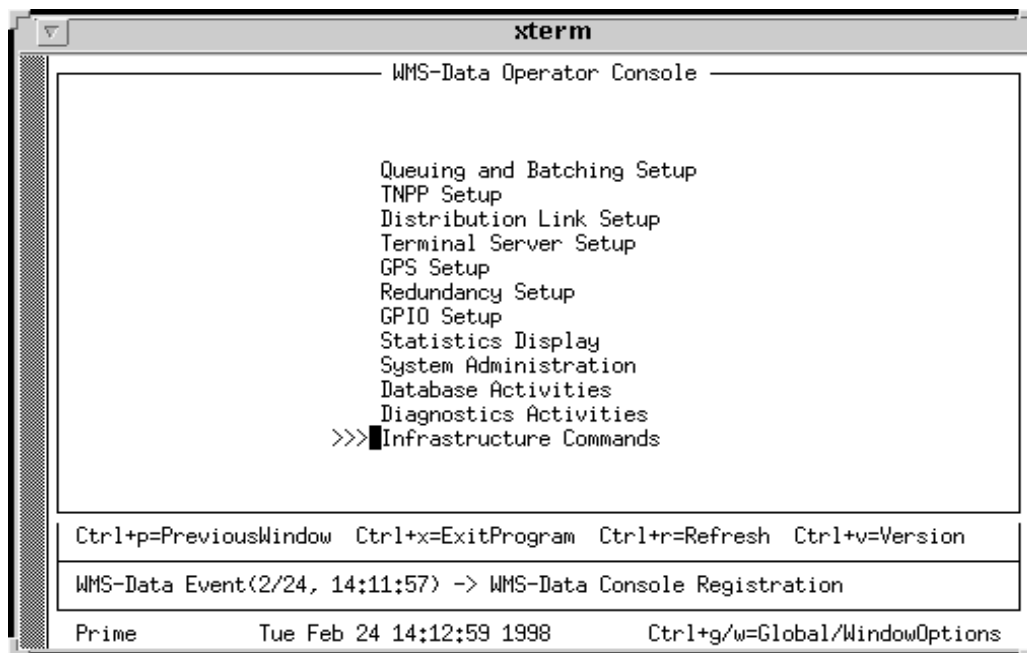 xterm
WMS-Data Operator Console
Queuing and Batching Setup
TNPP Setup
Distribution Link Setup
Terminal Server Setup
GPS Setup
Redundancy Setup
GPIO Setup
Statistics Display
System Administration
Database Activities
Diagnostics Activities
>>> Infrastructure Commands
Ctrl+p=PreviousWindow Ctrl+x=ExitProgram Ctrl+r=Refresh Ctrl+v=Version
WMS-Data Event(2/24, 14:11:57) -> WMS-Data Console Registration
Prime Tue Feb 24 14:12:59 1998 Ctrl+g/w=Global/WindowOptions